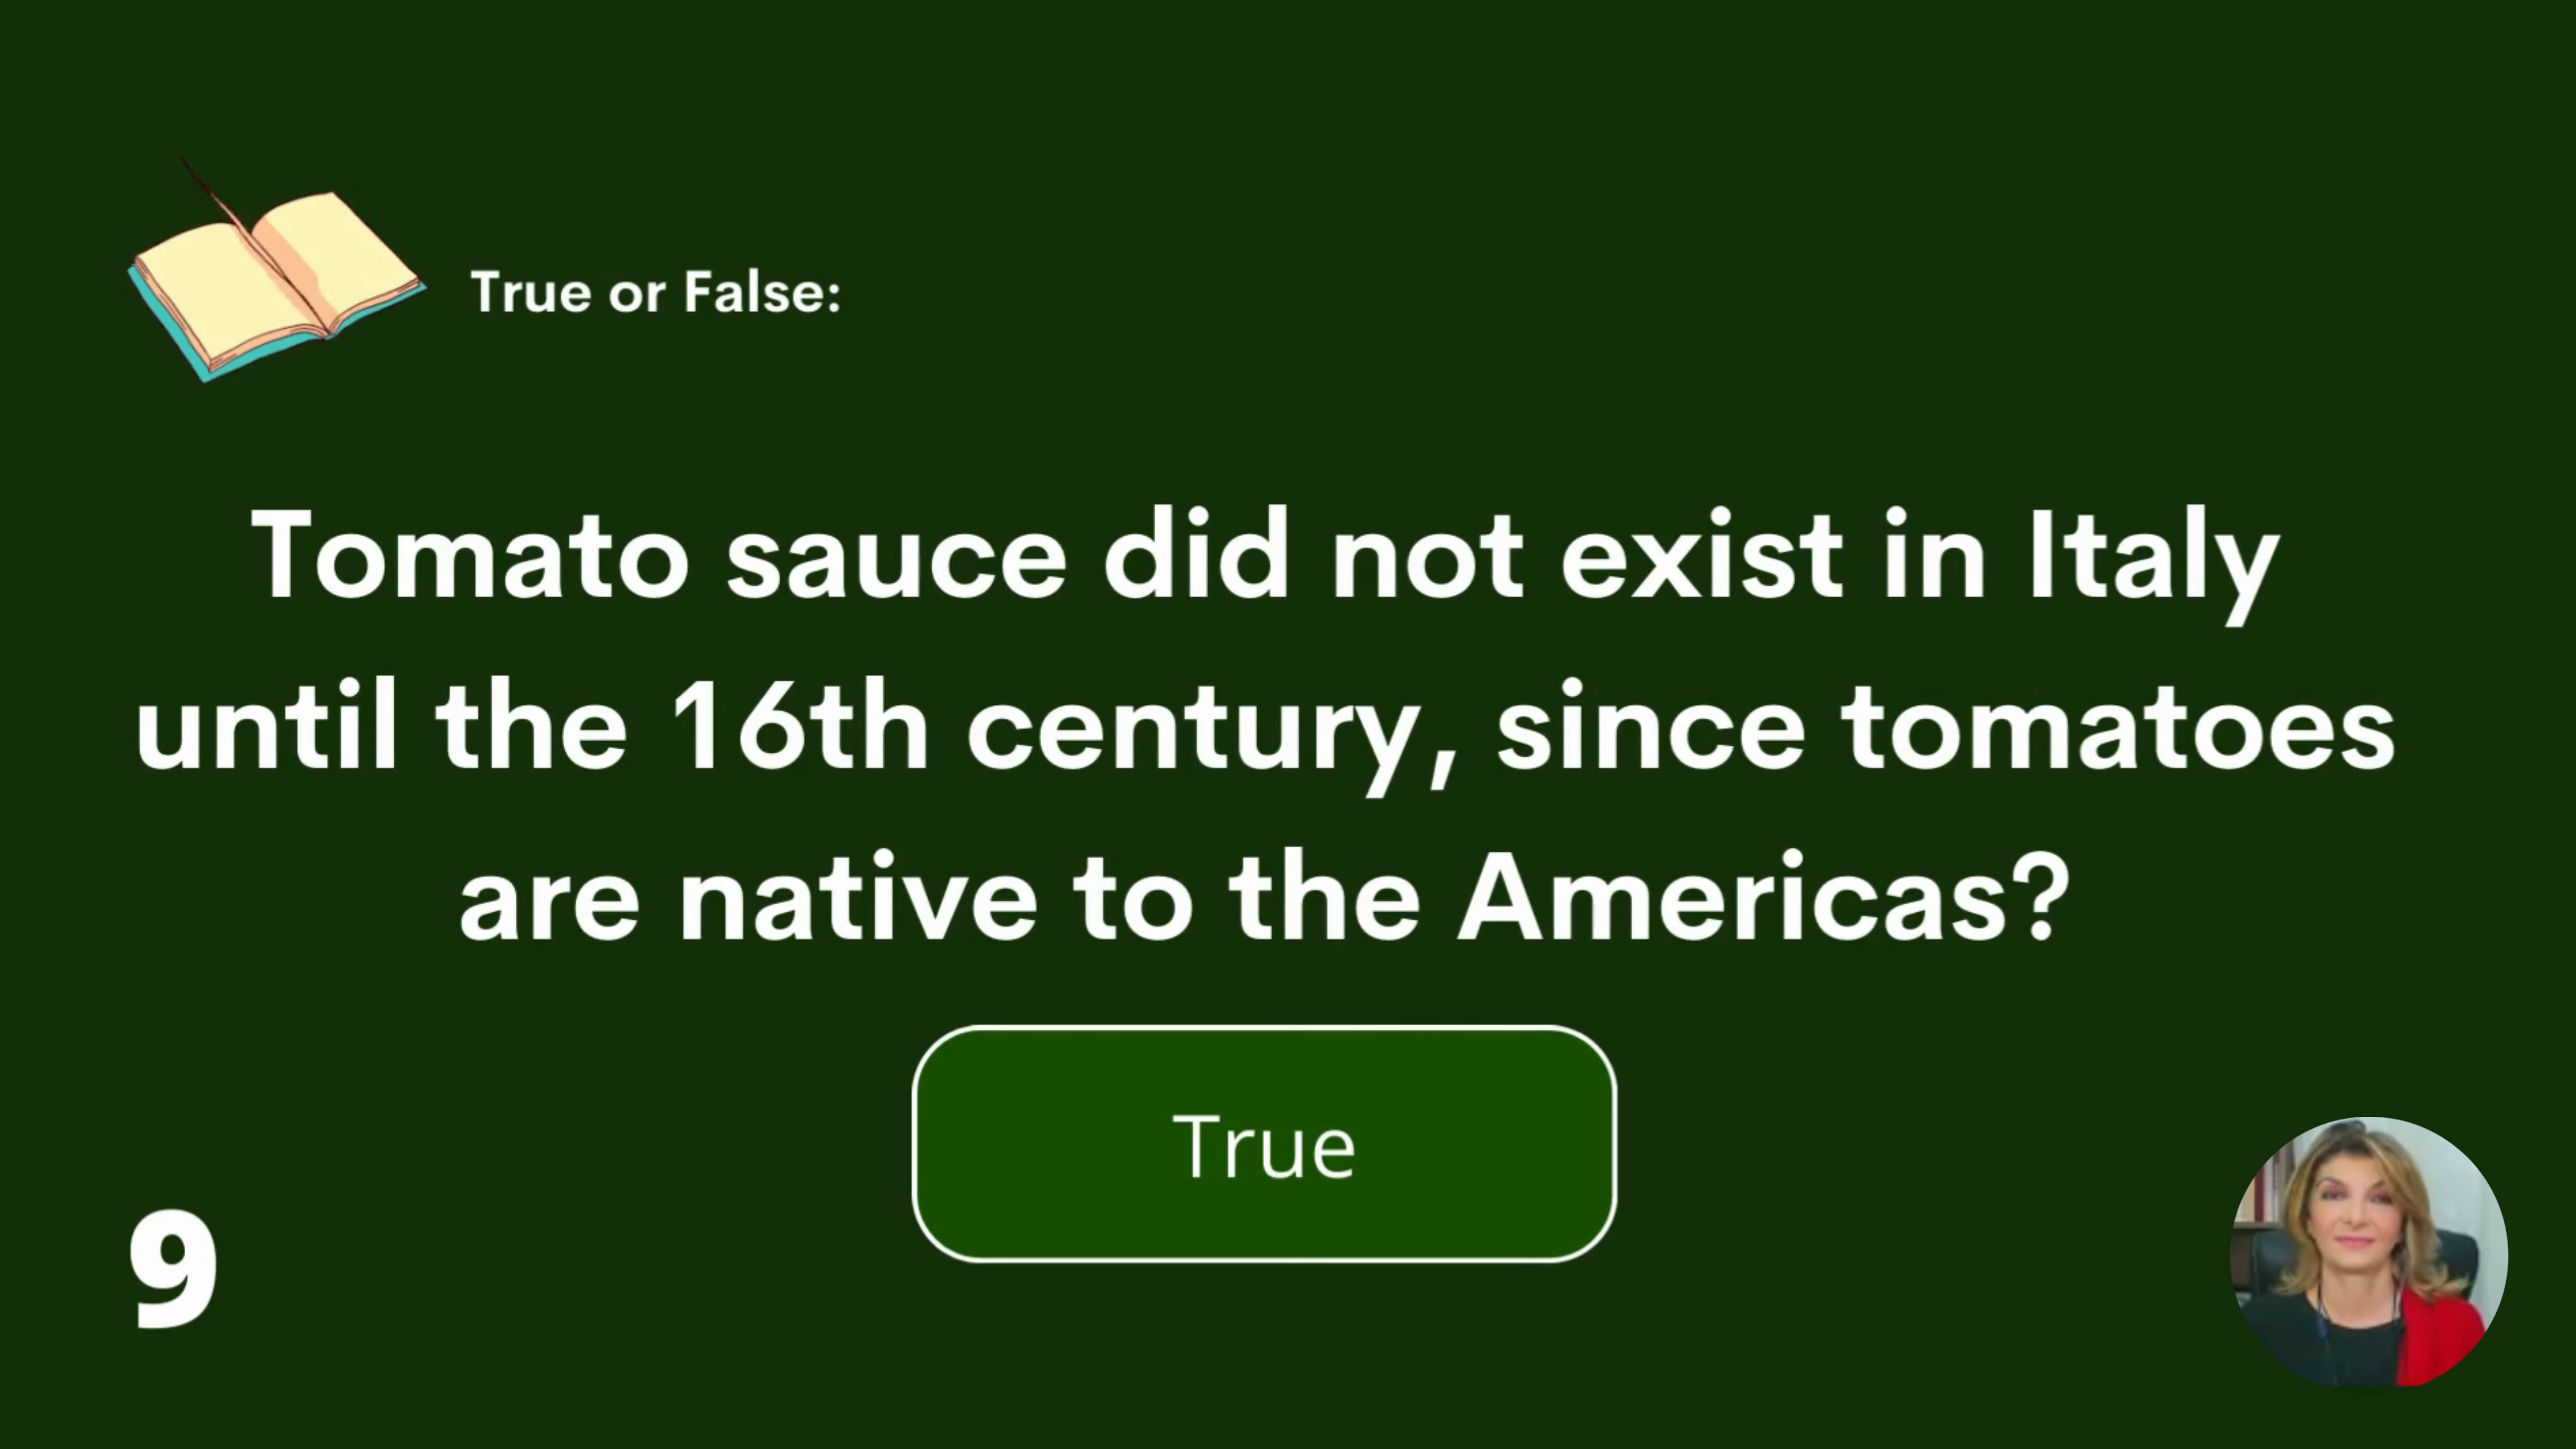 True or False:
Tomato sauce did not exist in Italy
until the 16th century, since tomatoes
are native to the Americas?
True
9